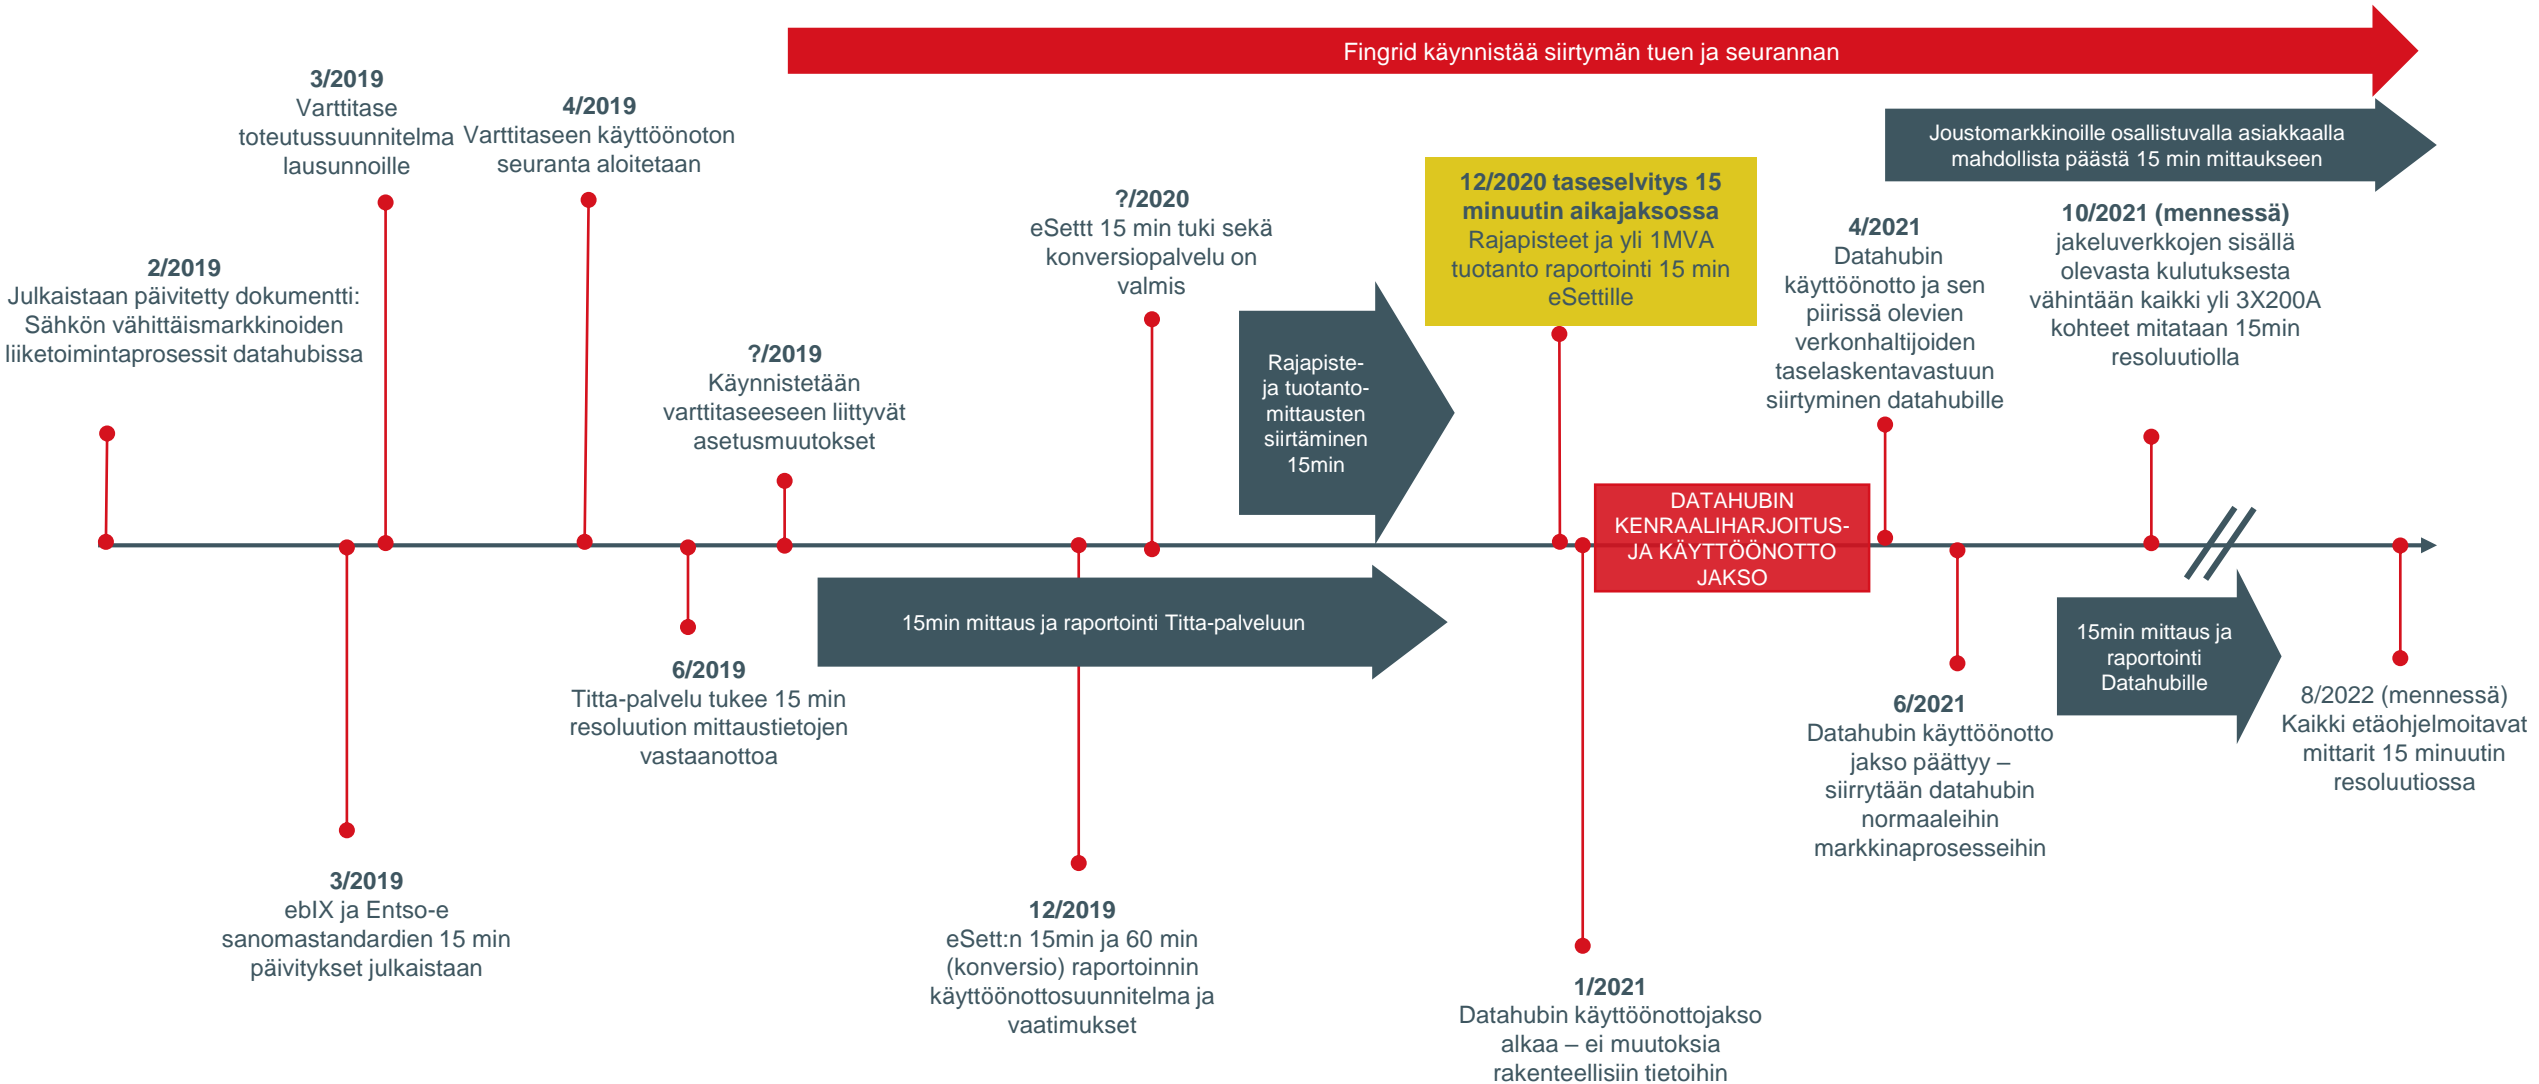 Fingrid käynnistää siirtymän tuen ja seurannan
3/2019
Varttitase
toteutussuunnitelma
lausunnoille
4/2019
Varttitaseen käyttöönoton
seuranta aloitetaan
Joustomarkkinoille osallistuvalla asiakkaalla
mahdollista päästä 15 min mittaukseen
2/2019
Julkaistaan päivitetty dokumentti:
Sähkön vähittäismarkkinoiden
liiketoimintaprosessit datahubissa
?/2019
Käynnistetään
varttitaseeseen liittyvät
asetusmuutokset
?/2020
eSettt 15 min tuki sekä
konversiopalvelu on
valmis
Rajapiste-
ja tuotanto-
mittausten
siirtäminen
15min
12/2020 taseselvitys 15
minuutin aikajaksossa
Rajapisteet ja yli 1MVA
tuotanto raportointi 15 min
eSettille
4/2021
Datahubin
käyttöönotto ja sen
piirissä olevien
verkonhaltijoiden
taselaskentavastuun
siirtyminen datahubille
10/2021 (mennessä)
jakeluverkkojen sisällä
olevasta kulutuksesta
vähintään kaikki yli 3X200A
kohteet mitataan 15min
resoluutiolla
DATAHUBIN
KENRAALIHARJOITUS-
JA KÄYTTÖÖNOTTO
JAKSO
15min mittaus ja raportointi Titta-palveluun
3/2019
ebIX ja Entso-e
sanomastandardien 15 min
päivitykset julkaistaan
6/2019
Titta-palvelu tukee 15 min
resoluution mittaustietojen
vastaanottoa
12/2019
eSett:n 15min ja 60 min
(konversio) raportoinnin
käyttöönottosuunnitelma ja
vaatimukset
1/2021
Datahubin käyttöönottojakso
alkaa – ei muutoksia
rakenteellisiin tietoihin
6/2021
Datahubin käyttöönotto
jakso päättyy –
siirrytään datahubin
normaaleihin
markkinaprosesseihin
15min mittaus ja
raportointi
Datahubille
8/2022 (mennessä)
Kaikki etäohjelmoitavat
mittarit 15 minuutin
resoluutiossa